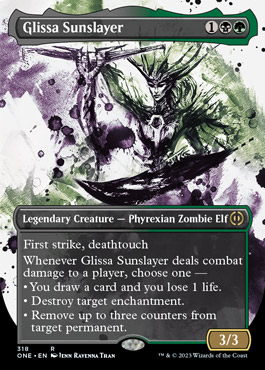 Glissa Sunslayer 1
Legendary Creature — Phyrexian Zombie Elf
First strike, deathtouch
Whenever Glissa Sunslayer deals combat
damage to a player, choose one —
• You draw a card and you lose 1 life.
• Destroy target enchantment.
• Remove up to three counters from
target permanent.
3/3
318 R
ONE • EN JENN RAVENNA TRAN ™ & © 2023 Wizards of the Coast